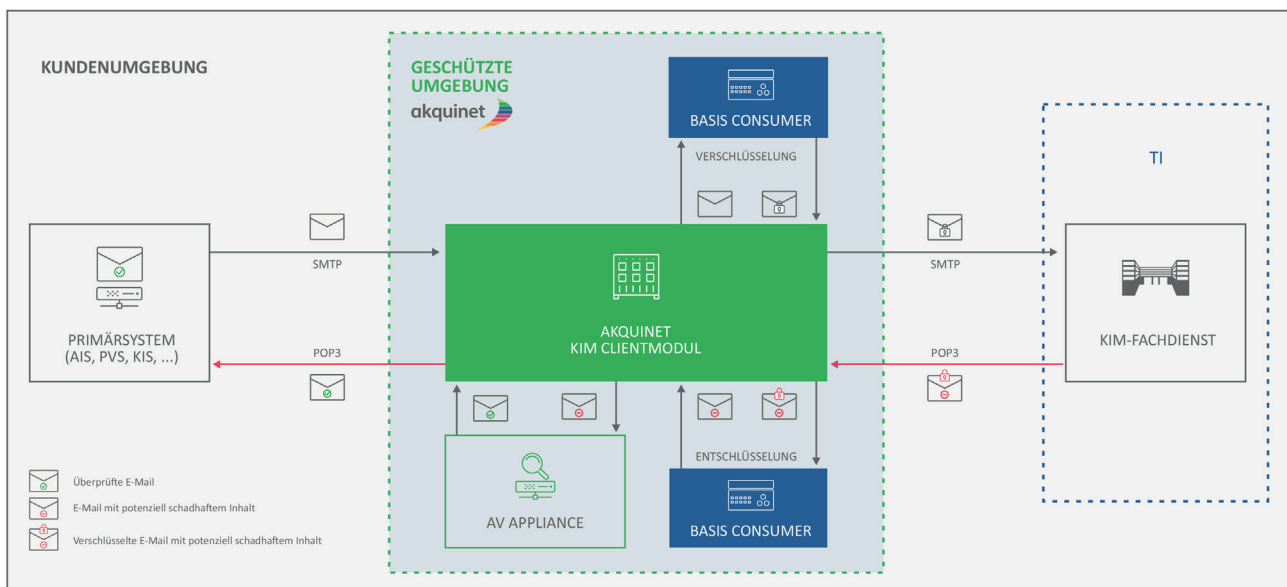 KUNDENUMGEBUNG
GESCHÜTZTE
UMGEBUNG
akquinet
BASIS CONSUMER
VERSCHLÜSSELUNG
TI
SMTP
SMTP
PRIMÄRSYSTEM
(AIS, PVS, KIS, ...)
AKQUINET
KIM CLIENTMODUL
KIM-FACHDIENST
POP3
POP3
ENTSCHLÜSSELUNG
AV APPLIANCE
BASIS CONSUMER
Überprüfte E-Mail
E-Mail mit potenziell schadhaftem Inhalt
Verschlüsselte E-Mail mit potenziell schadhaftem Inhalt